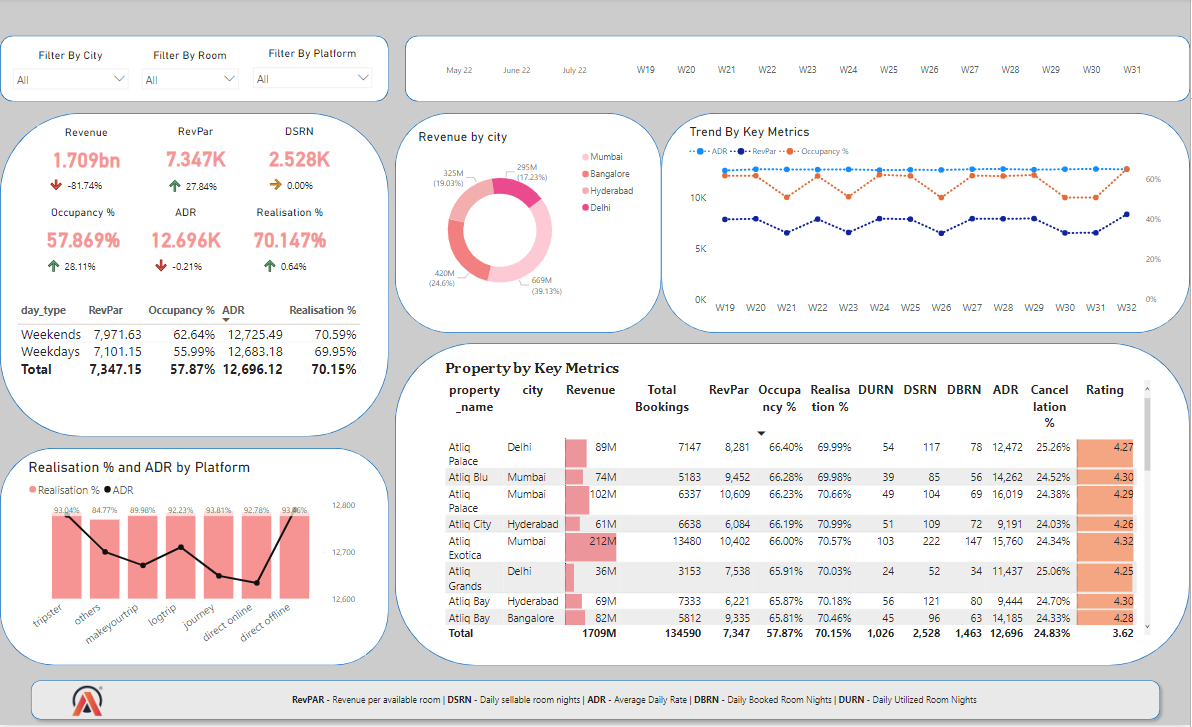 Filter By City
Filter By Room
Filter By Platform
All
All
All
May 22 June 22 July 22 W19 W20 W21 W22 W23 W24 W25 W26 W27 W28 W29 W30 W31
Revenue
RevPar
DSRN
1.709bn
7.347K
2.528K
-81.74%
27.84%
0.00%
Occupancy %
ADR
Realisation %
57.869%
12.696K
70.147%
28.11%
-0.21%
0.64%
day_type RevPar Occupancy % ADR Realisation %
Weekends 7,971.63 62.64% 12,725.49 70.59%
Weekdays 7,101.15 55.99% 12,683.18 69.95%
Total 7,347.15 57.87% 12,696.12 70.15%
Revenue by city
295M
(17.23%)
325M
(19.03%)
420M
(24.6%)
669M
(39.13%)
Mumbai
Bangalore
Hyderabad
Delhi
Trend By Key Metrics
ADR RevPar Occupancy %
10K
5K
0K
60%
40%
20%
0%
W19 W20 W21 W22 W23 W24 W25 W26 W27 W28 W29 W30 W31 W32
Realisation % and ADR by Platform
Realisation % ADR
93.04% 84.77% 89.98% 92.23% 93.81% 92.78%
12,800
12,700
12,600
tripster
others
makeyourtrip
logtrip
journey
direct online
direct offline
Property by Key Metrics
property city Revenue Total RevPar Occupa Realisa DURN DSRN DBRN ADR Cancel Rating
_name Bookings ncy % tion % lation
%
Atliq Delhi 89M 7147 8,281 66.40% 69.99% 54 117 78 12,472 25.26% 4.27
Palace
Atliq Blu Mumbai 74M 5183 9,452 66.28% 69.98% 39 85 56 14,262 24.52% 4.30
Atliq Mumbai 102M 6337 10,609 66.23% 70.66% 49 104 69 16,019 24.38% 4.29
Palace
Atliq City Hyderabad 61M 6638 6,084 66.19% 70.99% 51 109 72 9,191 24.03% 4.26
Atliq Mumbai 212M 13480 10,402 66.00% 70.57% 103 222 147 15,760 24.34% 4.32
Exotica
Atliq Delhi 36M 3153 7,538 65.91% 70.03% 24 52 34 11,437 25.06% 4.25
Grands
Atliq Bay Hyderabad 69M 7333 6,221 65.87% 70.18% 56 121 80 9,444 24.70% 4.30
Atliq Bay Bangalore 82M 5812 9,335 65.81% 70.46% 45 96 63 14,185 24.33% 4.28
Total 1709M 134590 7,347 57.87% 70.15% 1,026 2,528 1,463 12,696 24.83% 3.62
RevPAR - Revenue per available room | DSRN - Daily sellable room nights | ADR - Average Daily Rate | DBRN - Daily Booked Room Nights | DURN - Daily Utilized Room Nights